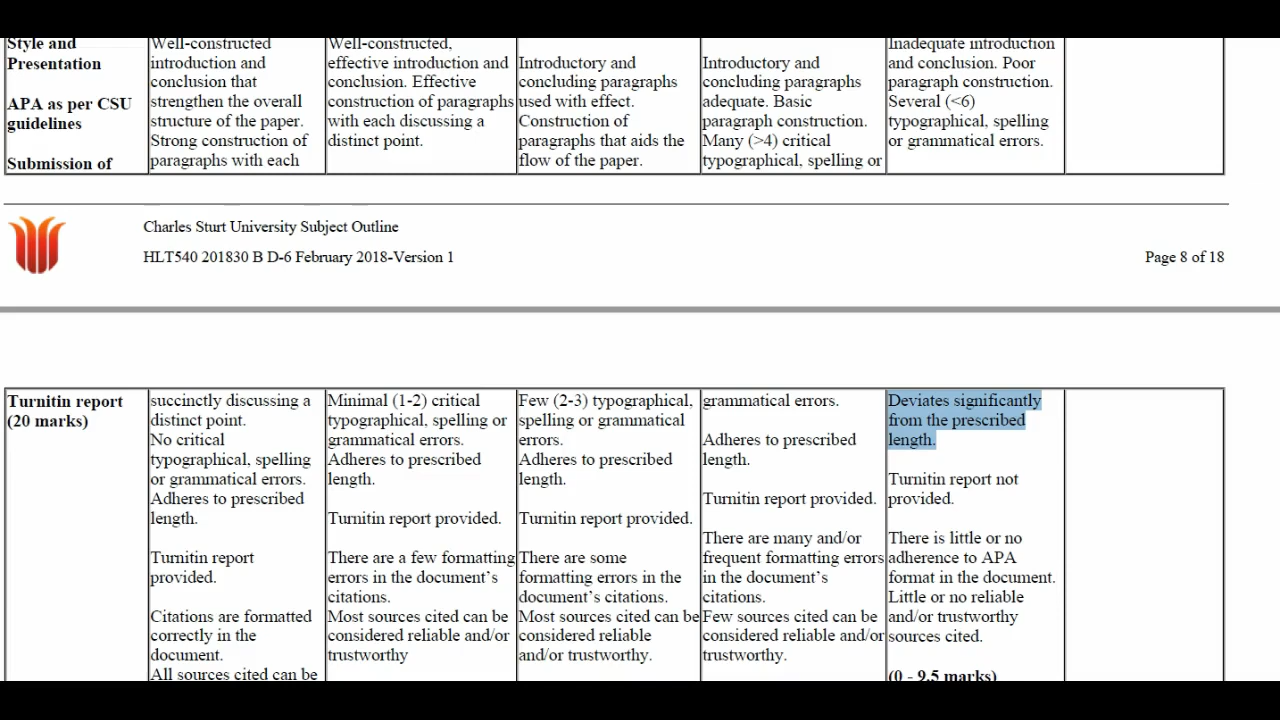 Style and
Presentation
APA as per CSU
guidelines
Submission of
Well-constructed
introduction and
conclusion that
strengthen the overall
structure of the paper.
Strong construction of
paragraphs with each
Well-constructed,
effective introduction and
conclusion. Effective
construction of paragraphs
with each discussing a
distinct point.
Introductory and
concluding paragraphs
used with effect.
Construction of
paragraphs that aids the
flow of the paper.
Introductory and
concluding paragraphs
adequate. Basic
paragraph construction.
Many (>4) critical
typographical, spelling or
Inadequate introduction
and conclusion. Poor
paragraph construction.
Several (<6)
typographical, spelling
or grammatical errors.
Charles Sturt University Subject Outline
HLT540 201830 B D-6 February 2018-Version 1
Page 8 of 18
Turnitin report
(20 marks)
succinctly discussing a
distinct point.
No critical
typographical, spelling
or grammatical errors.
Adheres to prescribed
length.
Turnitin report
provided.
Citations are formatted
correctly in the
document.
All sources cited can be
Minimal (1-2) critical
typographical, spelling or
grammatical errors.
Adheres to prescribed
length.
Turnitin report provided.
There are a few formatting
errors in the document’s
citations.
Most sources cited can be
considered reliable and/or
trustworthy
Few (2-3) typographical,
spelling or grammatical
errors.
Adheres to prescribed
length.
Turnitin report provided.
There are some
formatting errors in the
document’s citations.
Most sources cited can be
considered reliable
and/or trustworthy.
grammatical errors.
Adheres to prescribed
length.
Turnitin report provided.
There are many and/or
frequent formatting errors
in the document’s
citations.
Few sources cited can be
considered reliable and/or
trustworthy.
Deviates significantly
from the prescribed
length.
Turnitin report not
provided.
There is little or no
adherence to APA
format in the document.
Little or no reliable
and/or trustworthy
sources cited.
(0 - 9.5 marks)